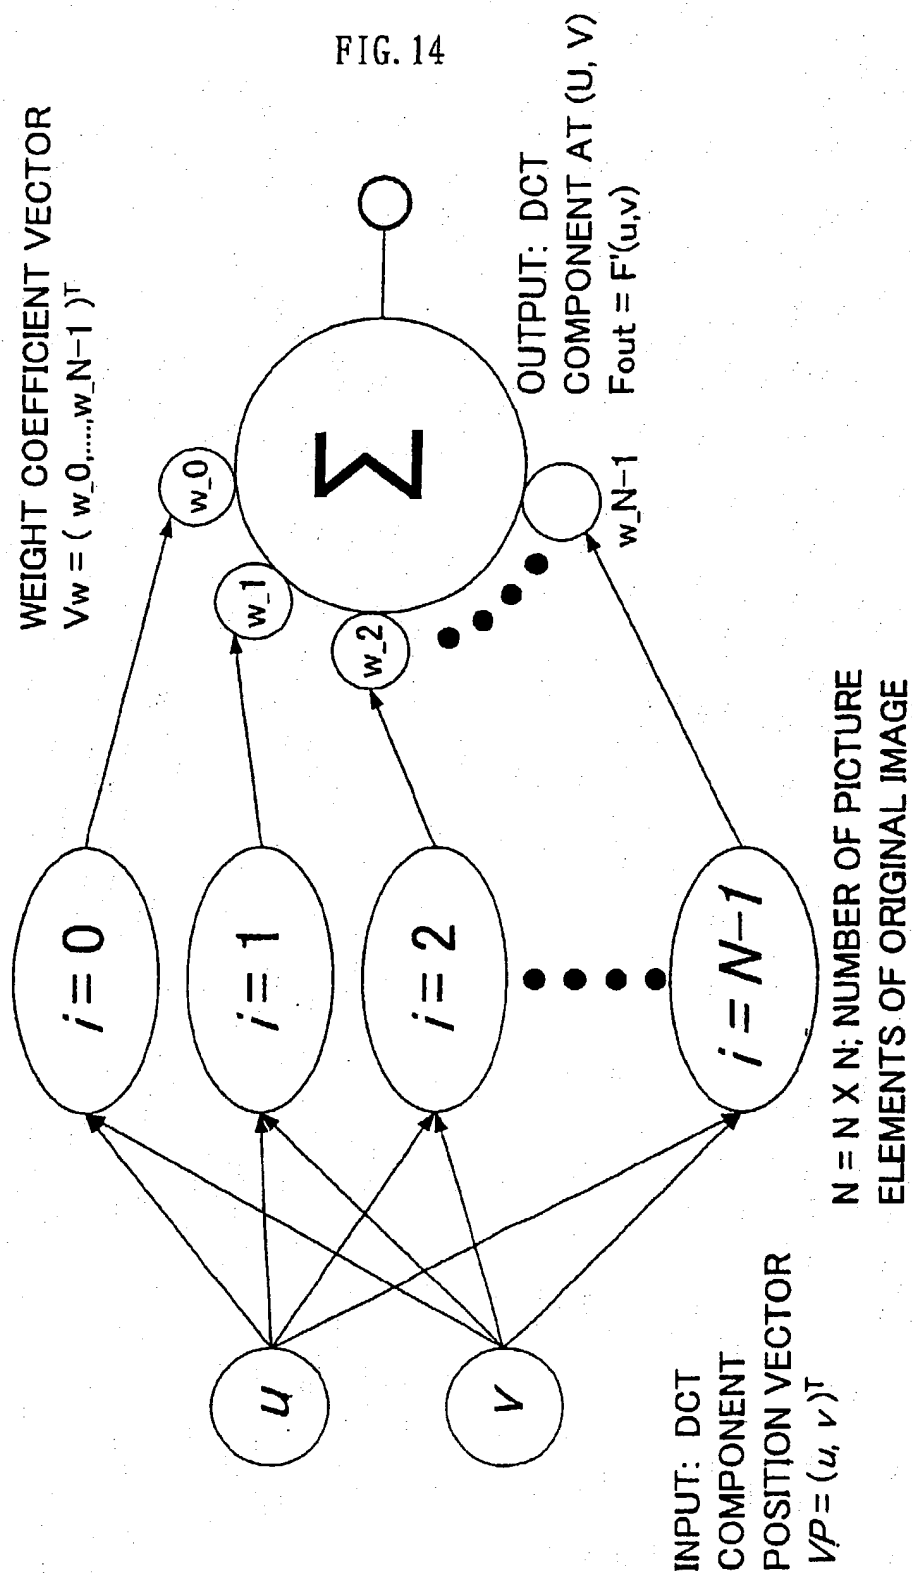 FIG. 14
WEIGHT COEFFICIENT VECTOR
Vw = ( w_0,....,w_N-1 )T
w_0
w_1
w_2
w_N-1
Σ
OUTPUT: DCT
COMPONENT AT (U, V)
Fout = F'(u,v)
i = 0
i = 1
i = 2
i = N-1
N = N X N; NUMBER OF PICTURE
ELEMENTS OF ORIGINAL IMAGE
u
v
INPUT: DCT
COMPONENT
POSITION VECTOR
VP = (u, v)T